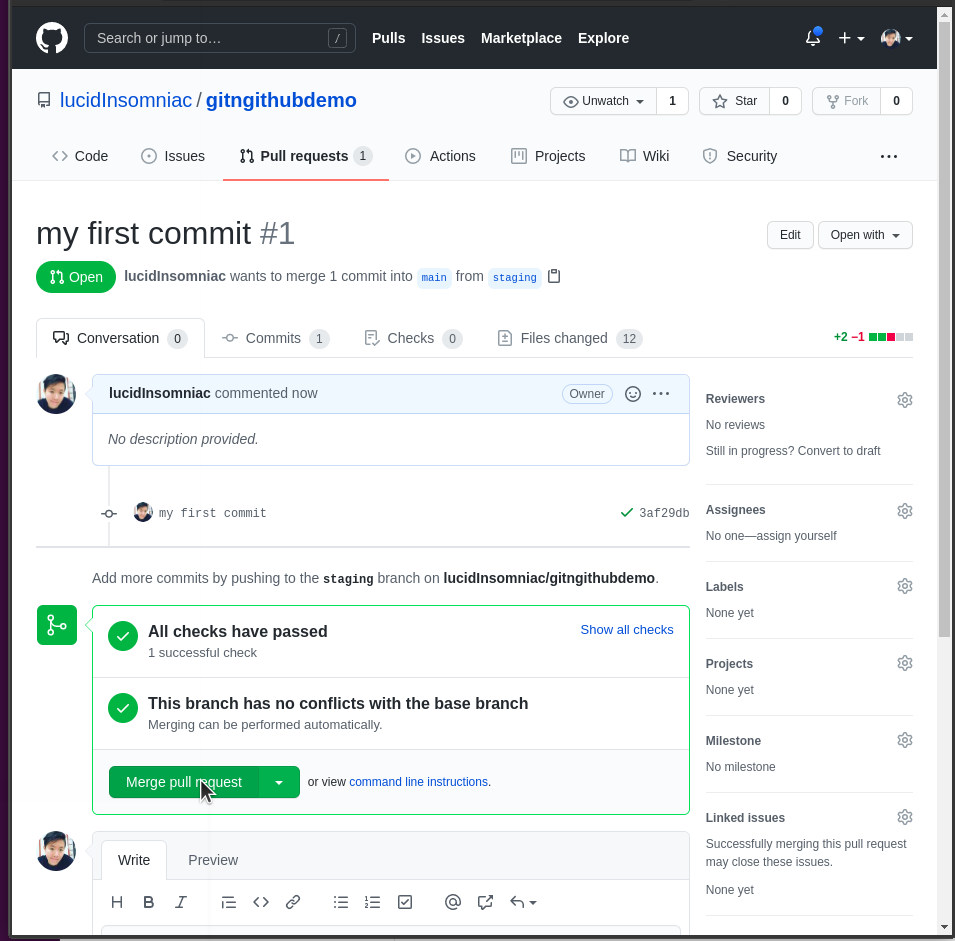 Search or jump to… / Pulls Issues Marketplace Explore
lucidInsomniac / gitngithubdemo Unwatch 1 Star 0 Fork 0
Code Issues Pull requests 1 Actions Projects Wiki Security ...
my first commit #1 Edit Open with
Open lucidInsomniac wants to merge 1 commit into main from staging
Conversation 0 Commits 1 Checks 0 Files changed 12 +2 −1
lucidInsomniac commented now Owner ...
No description provided.
my first commit 3af29db
Add more commits by pushing to the staging branch on lucidInsomniac/gitngithubdemo.
All checks have passed Show all checks
1 successful check
This branch has no conflicts with the base branch
Merging can be performed automatically.
Merge pull request or view command line instructions.
Write Preview
H B I
Reviewers
No reviews
Still in progress? Convert to draft
Assignees
No one—assign yourself
Labels
None yet
Projects
None yet
Milestone
No milestone
Linked issues
Successfully merging this pull request
may close these issues.
None yet